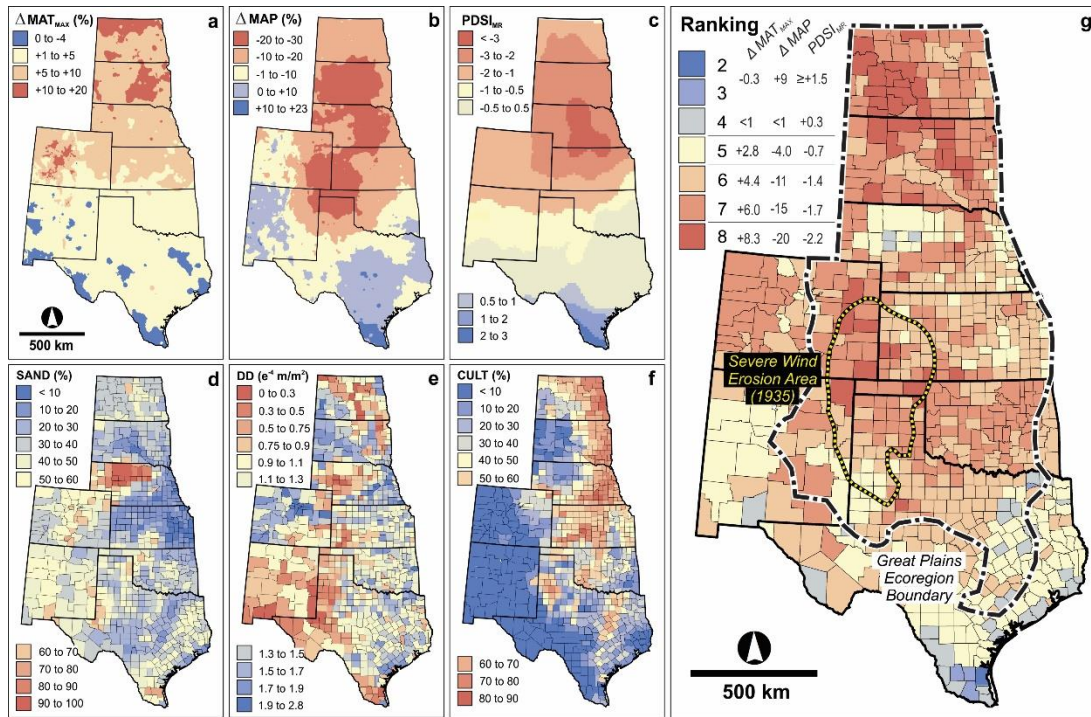 Δ MAT MAX (%)
a
0 to -4
+1 to +5
+5 to +10
+10 to +20
500 km
Δ MAP (%)
b
-20 to -30
-10 to -20
-1 to -10
0 to +10
+10 to +23
PDSI MR
c
< -3
-3 to -2
-2 to -1
-1 to -0.5
-0.5 to 0.5
0.5 to 1
1 to 2
2 to 3
SAND (%)
d
< 10
10 to 20
20 to 30
30 to 40
40 to 50
50 to 60
60 to 70
70 to 80
80 to 90
90 to 100
DD (e⁻⁴ m/m²)
e
0 to 0.3
0.3 to 0.5
0.5 to 0.75
0.75 to 0.9
0.9 to 1.1
1.1 to 1.3
1.3 to 1.5
1.5 to 1.7
1.7 to 1.9
1.9 to 2.8
CULT (%)
f
< 10
10 to 20
20 to 30
30 to 40
40 to 50
50 to 60
60 to 70
70 to 80
80 to 90
Ranking
g
Δ MAT MAX
Δ MAP
PDSI MR
2
3
-0.3 +9 ≥+1.5
4 <1 <1 +0.3
5 +2.8 -4.0 -0.7
6 +4.4 -11 -1.4
7 +6.0 -15 -1.7
8 +8.3 -20 -2.2
Severe Wind
Erosion Area
(1935)
Great Plains
Ecoregion
Boundary
500 km